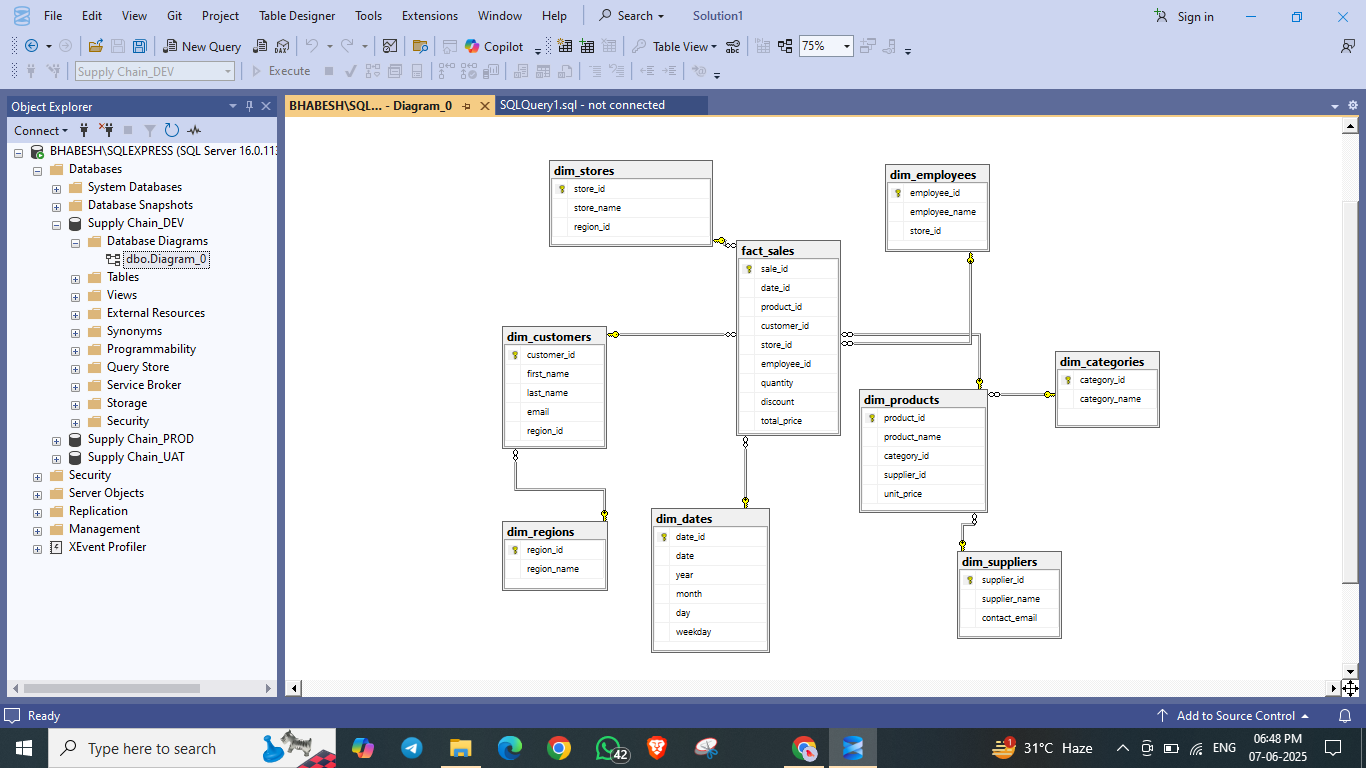 File Edit View Git Project Table Designer Tools Extensions Window Help Search Solution1 Sign in
New Query DAX Copilot Table View abc 75%
Supply Chain_DEV Execute
Object Explorer
BHABESH\SQL... - Diagram_0
SQLQuery1.sql - not connected
Connect
BHABESH\SQLEXPRESS (SQL Server 16.0.113
Databases
System Databases
Database Snapshots
Supply Chain_DEV
Database Diagrams
dbo.Diagram_0
Tables
Views
External Resources
Synonyms
Programmability
Query Store
Service Broker
Storage
Security
Supply Chain_PROD
Supply Chain_UAT
Security
Server Objects
Replication
Management
XEvent Profiler
dim_stores
store_id
store_name
region_id
dim_employees
employee_id
employee_name
store_id
fact_sales
sale_id
date_id
product_id
customer_id
store_id
employee_id
quantity
discount
total_price
dim_customers
customer_id
first_name
last_name
email
region_id
dim_categories
category_id
category_name
dim_products
product_id
product_name
category_id
supplier_id
unit_price
dim_regions
region_id
region_name
dim_dates
date_id
date
year
month
day
weekday
dim_suppliers
supplier_id
supplier_name
contact_email
Ready
Add to Source Control
Type here to search
42
1
31°C Haze
ENG
06:48 PM
07-06-2025